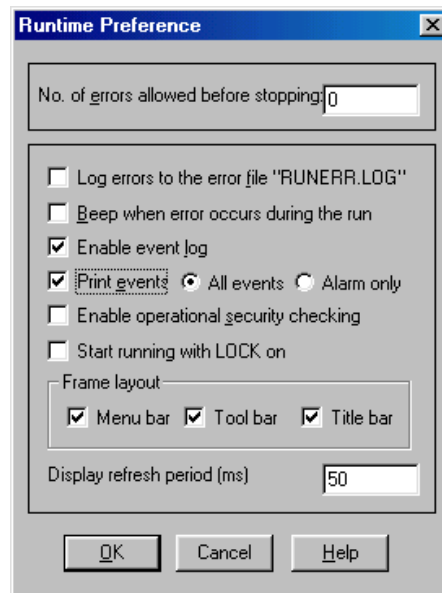 Runtime Preference
No. of errors allowed before stopping: 0
Log errors to the error file "RUNERR.LOG"
Beep when error occurs during the run
Enable event log
Print events All events Alarm only
Enable operational security checking
Start running with LOCK on
Frame layout
Menu bar Tool bar Title bar
Display refresh period (ms) 50
OK Cancel Help